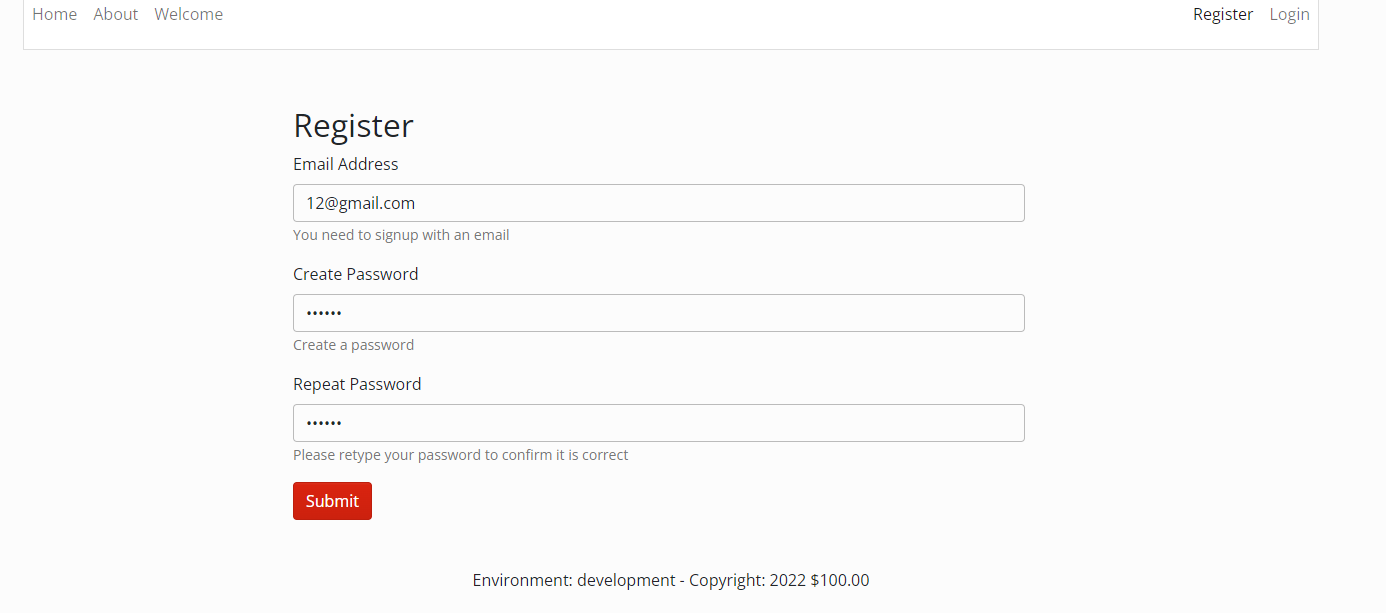 Home About Welcome Register Login
Register
Email Address
12@gmail.com
You need to signup with an email
Create Password
••••••
Create a password
Repeat Password
••••••
Please retype your password to confirm it is correct
Submit
Environment: development - Copyright: 2022 $100.00